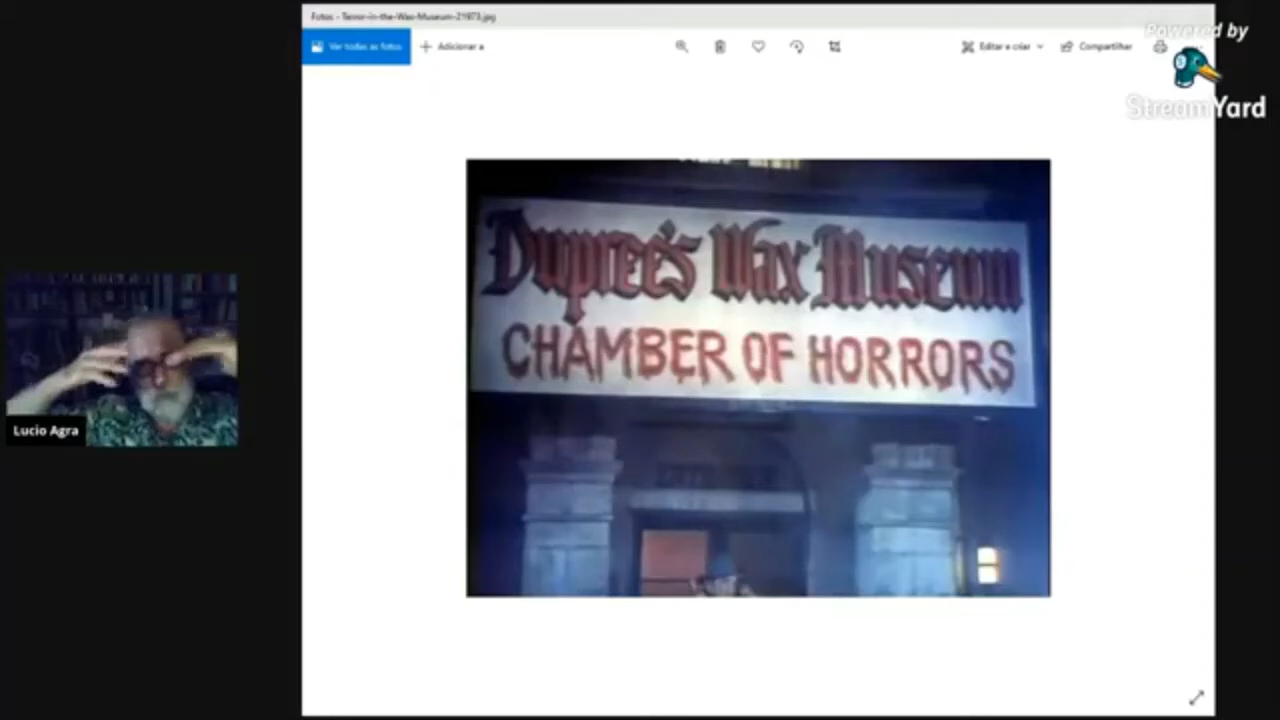 Fotos - Terror-in-the-Wax-Museum-21973.jpg
Ver todas as fotos
Adicionar a
Editar e criar
Compartilhar
Powered by
StreamYard
Dupree's Wax Museum
CHAMBER OF HORRORS
Lucio Agra